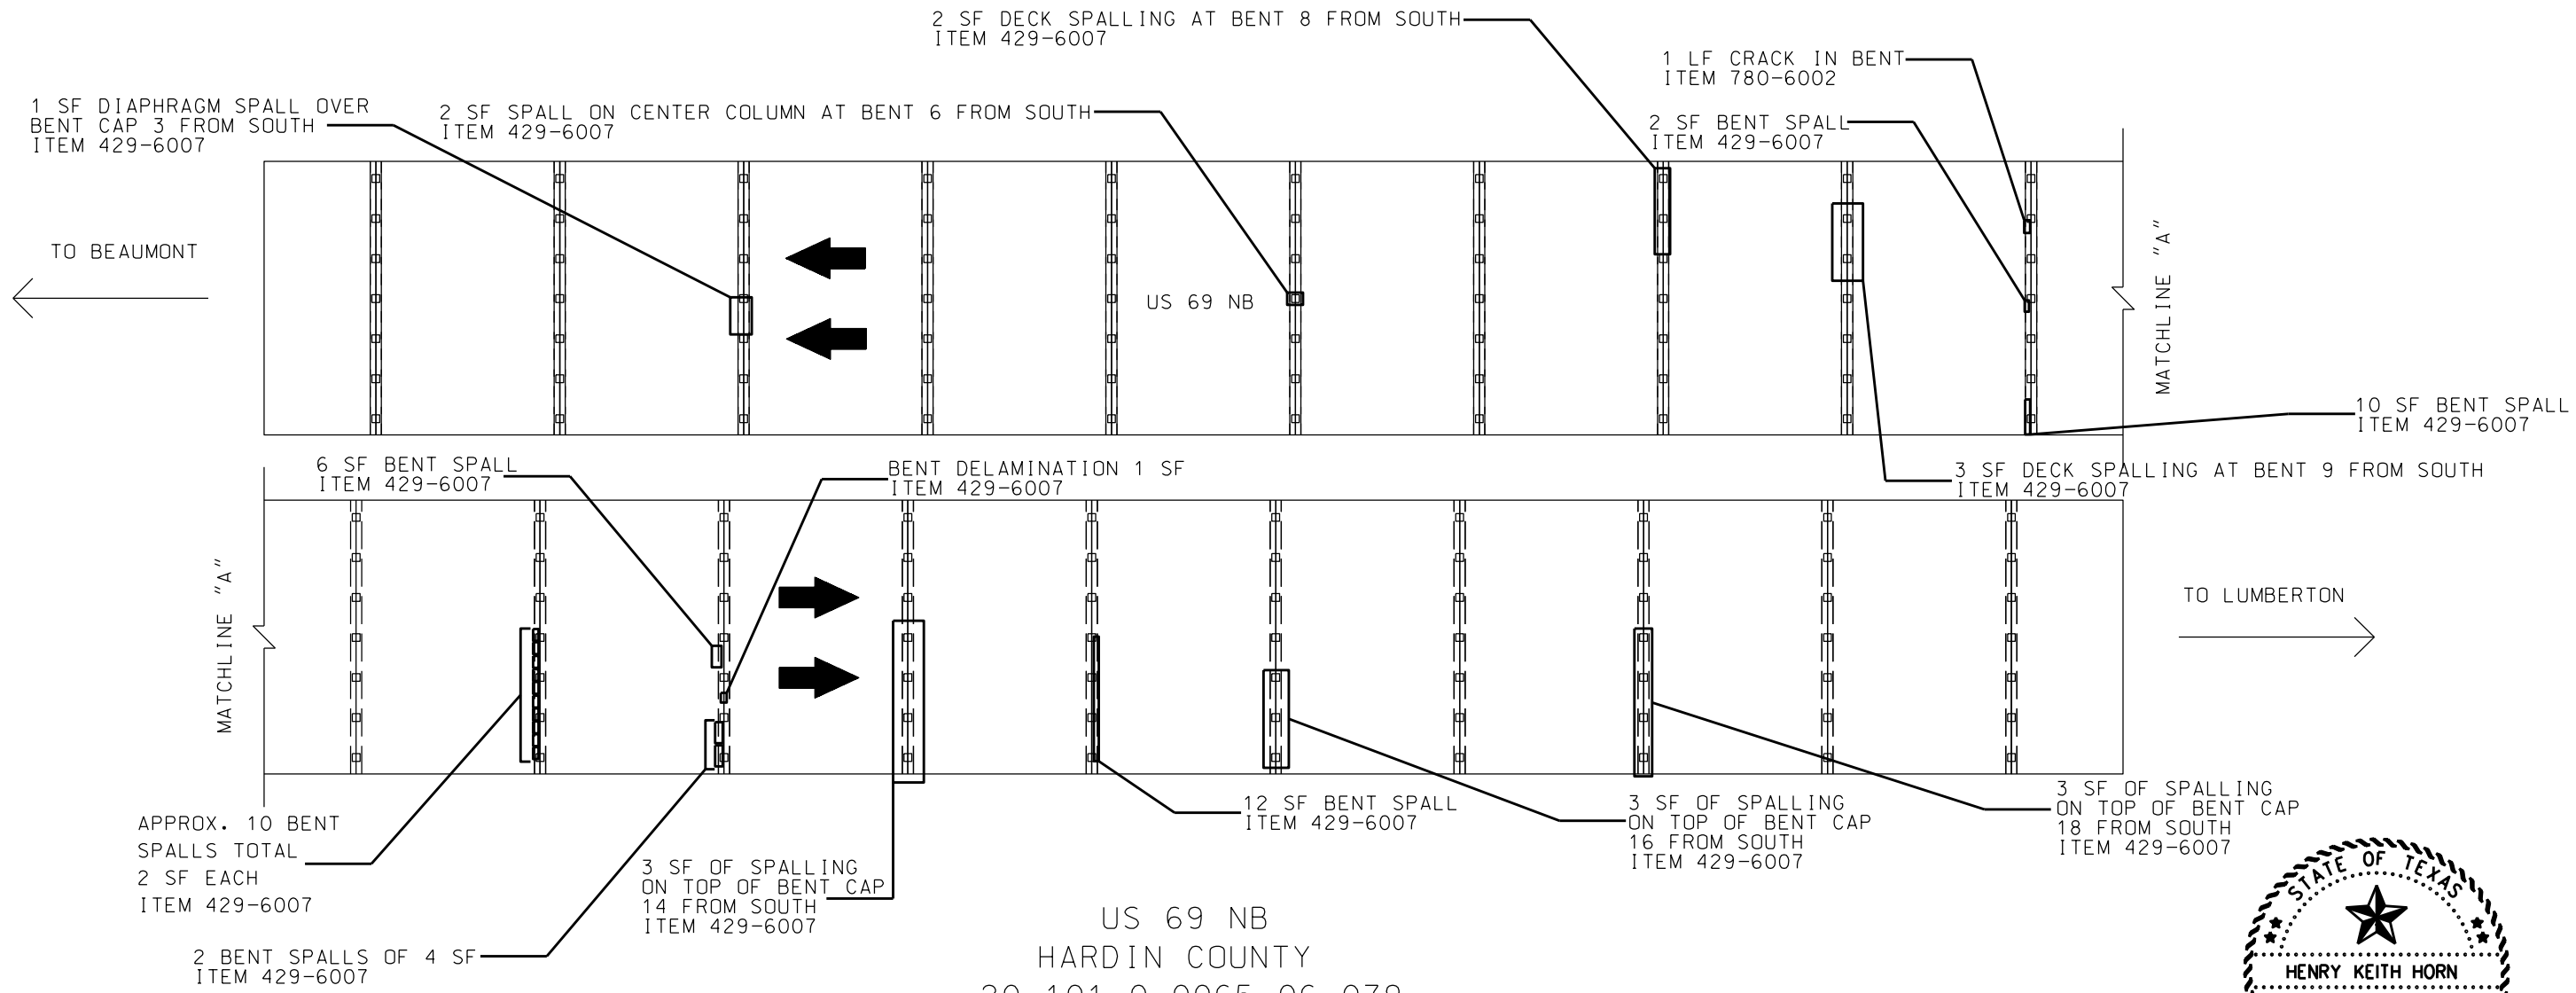 2 SF DECK SPALLING AT BENT 8 FROM SOUTH
ITEM 429-6007
1 LF CRACK IN BENT
ITEM 780-6002
1 SF DIAPHRAGM SPALL OVER
BENT CAP 3 FROM SOUTH
ITEM 429-6007
2 SF SPALL ON CENTER COLUMN AT BENT 6 FROM SOUTH
ITEM 429-6007
2 SF BENT SPALL
ITEM 429-6007
TO BEAUMONT
US 69 NB
MATCHLINE "A"
10 SF BENT SPALL
ITEM 429-6007
6 SF BENT SPALL
ITEM 429-6007
BENT DELAMINATION 1 SF
ITEM 429-6007
3 SF DECK SPALLING AT BENT 9 FROM SOUTH
ITEM 429-6007
MATCHLINE "A"
TO LUMBERTON
APPROX. 10 BENT
SPALLS TOTAL
2 SF EACH
ITEM 429-6007
2 BENT SPALLS OF 4 SF
ITEM 429-6007
3 SF OF SPALLING
ON TOP OF BENT CAP
14 FROM SOUTH
ITEM 429-6007
12 SF BENT SPALL
ITEM 429-6007
3 SF OF SPALLING
ON TOP OF BENT CAP
16 FROM SOUTH
ITEM 429-6007
3 SF OF SPALLING
ON TOP OF BENT CAP
18 FROM SOUTH
ITEM 429-6007
US 69 NB
HARDIN COUNTY
STATE OF TEXAS
HENRY KEITH HORN